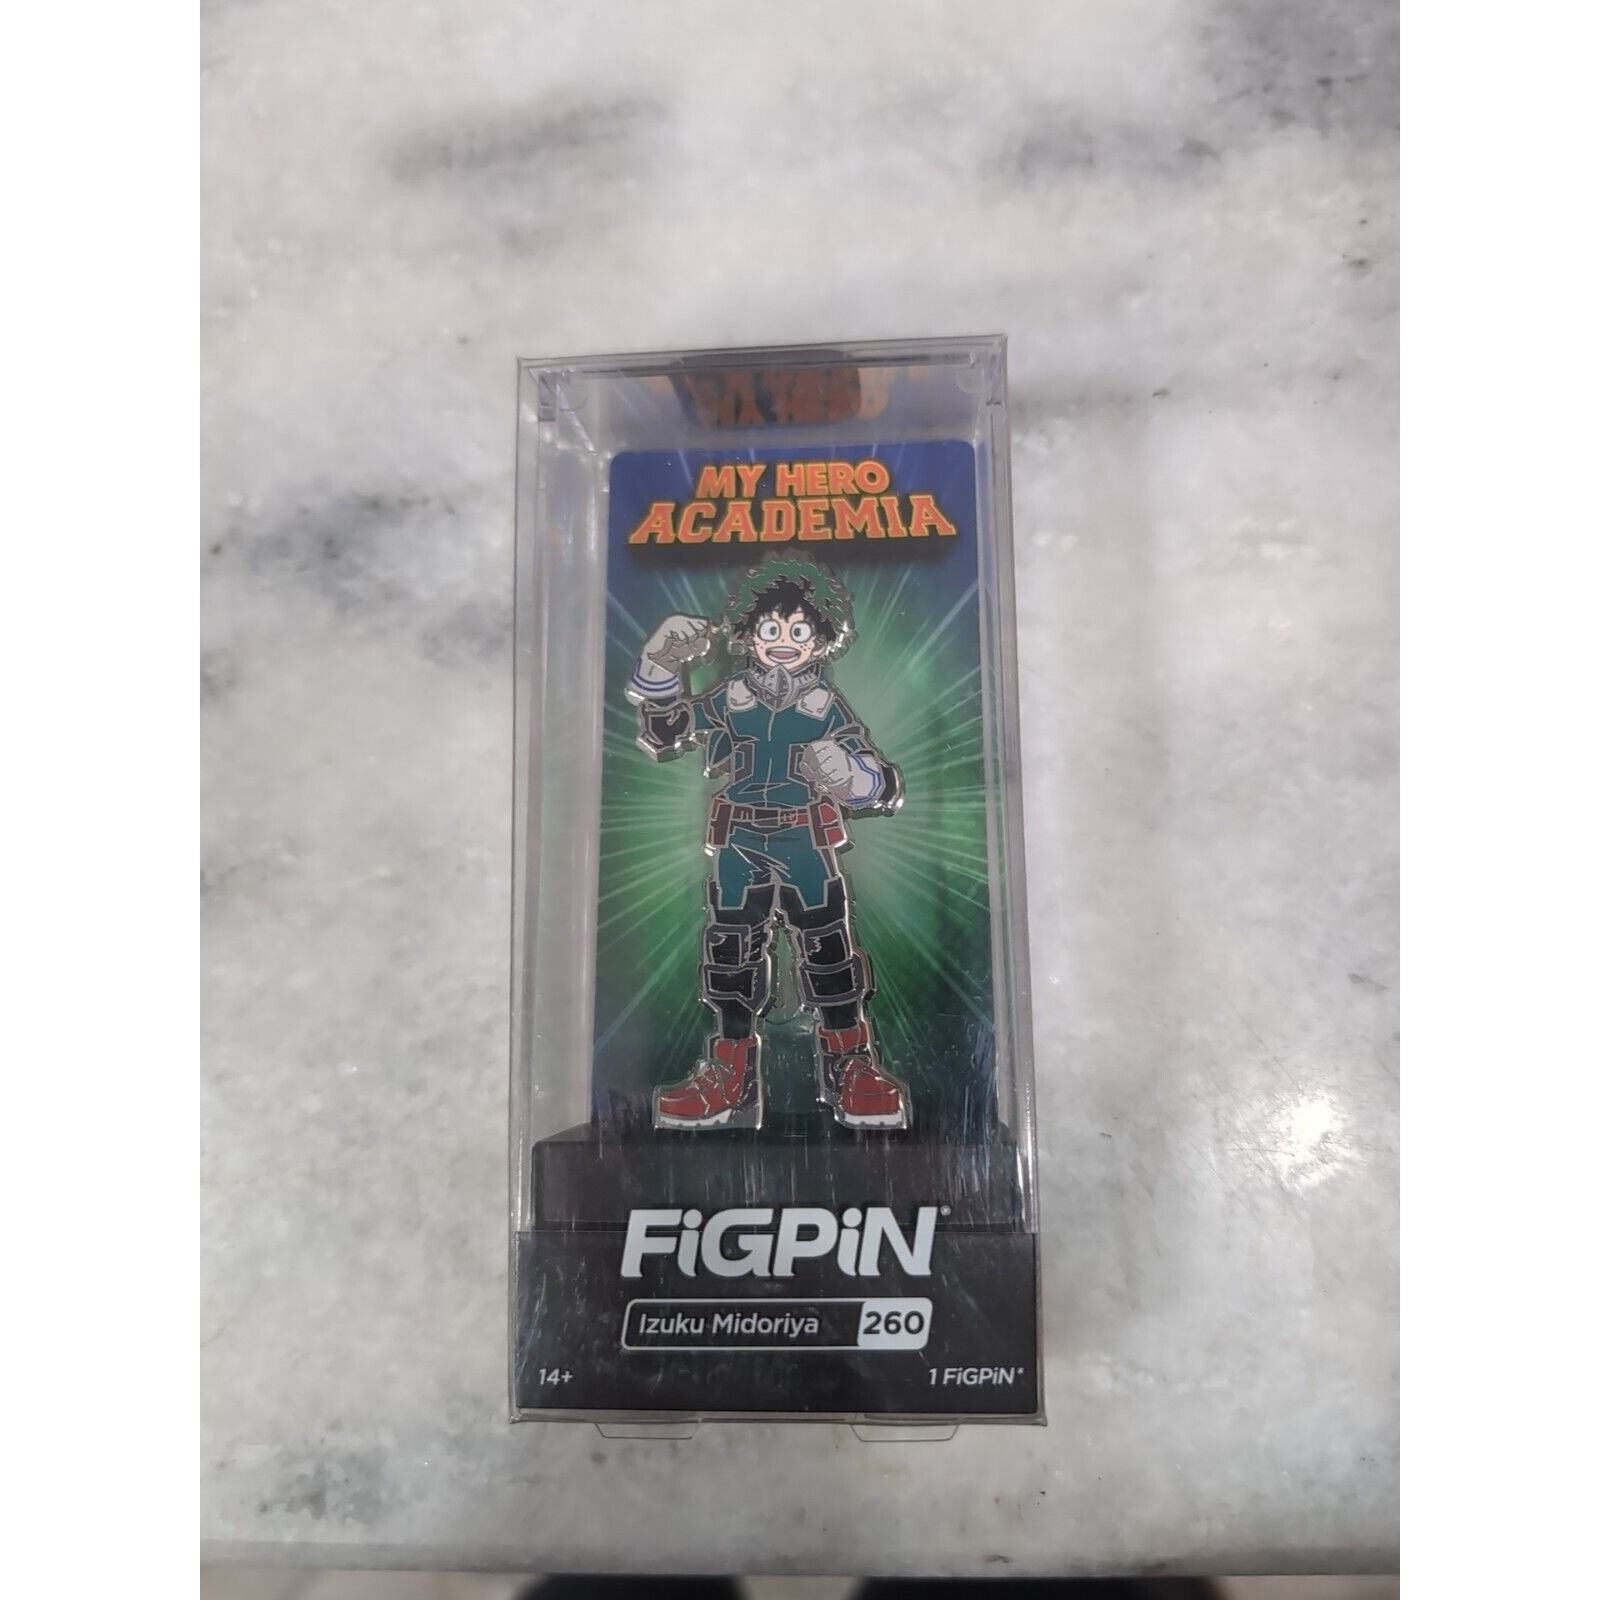 MY HERO
ACADEMIA
FiGPiN®
Izuku Midoriya 260
14+
1 FiGPiN®